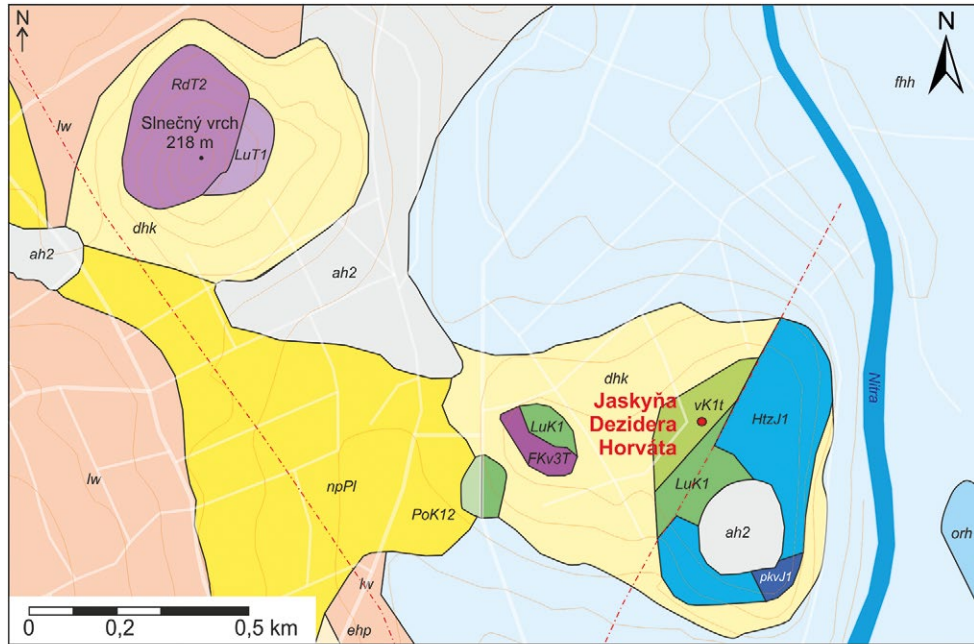 N
N
fhh
RdT2
Slnečný vrch
218 m
LuT1
lw
dhk
ah2
ah2
dhk
Jaskyňa
Dezidera
Horváta
vK1t
HtzJ1
Nitra
LuK1
FKv3T
LuK1
lw
npPl
PoK12
ah2
orh
pkvJ1
lw
ehp
0
0,2
0,5 km